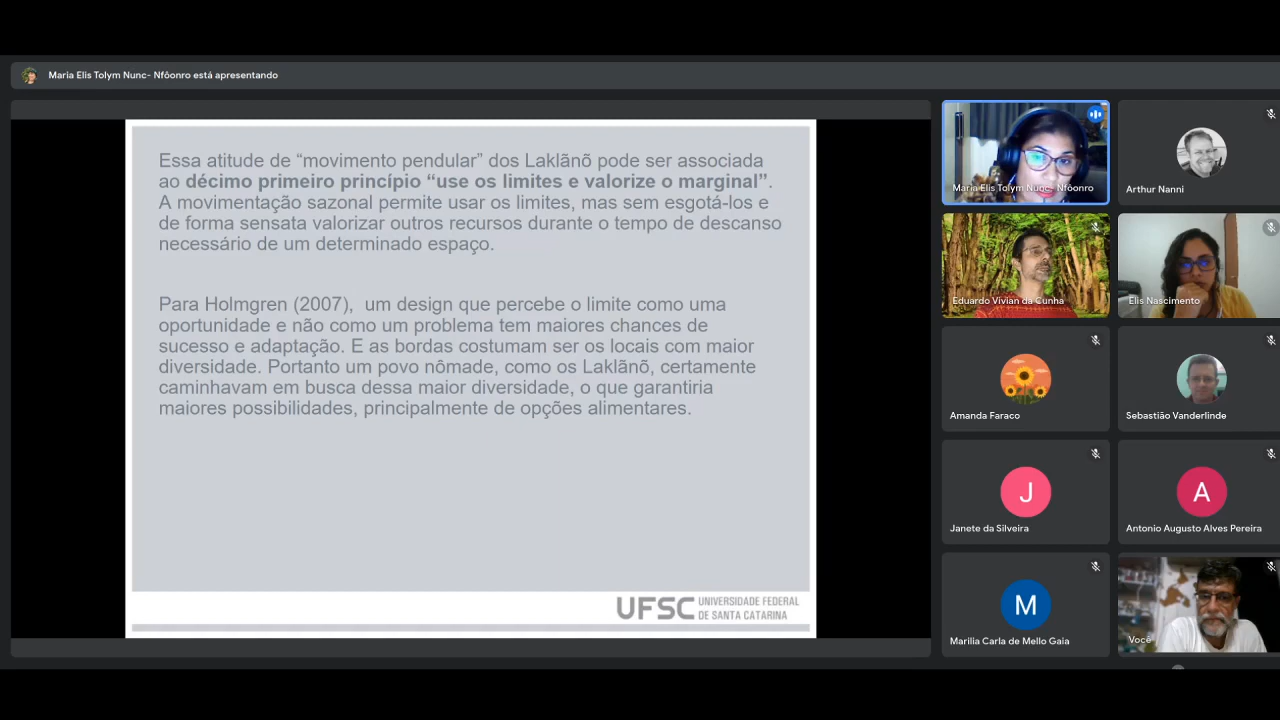 Maria Elis Tolym Nunc- Nfôonro está apresentando
Essa atitude de “movimento pendular” dos Laklãnõ pode ser associada
ao décimo primeiro princípio “use os limites e valorize o marginal”.
A movimentação sazonal permite usar os limites, mas sem esgotá-los e
de forma sensata valorizar outros recursos durante o tempo de descanso
necessário de um determinado espaço.
Para Holmgren (2007), um design que percebe o limite como uma
oportunidade e não como um problema tem maiores chances de
sucesso e adaptação. E as bordas costumam ser os locais com maior
diversidade. Portanto um povo nômade, como os Laklãnõ, certamente
caminhavam em busca dessa maior diversidade, o que garantiria
maiores possibilidades, principalmente de opções alimentares.
UFSC
UNIVERSIDADE FEDERAL
DE SANTA CATARINA
Maria Elis Tolym Nunc- Nfôonro
Arthur Nanni
Eduardo Vivian da Cunha
Elis Nascimento
Amanda Faraco
Sebastião Vanderlinde
J
Janete da Silveira
A
Antonio Augusto Alves Pereira
M
Marilia Carla de Mello Gaia
Você